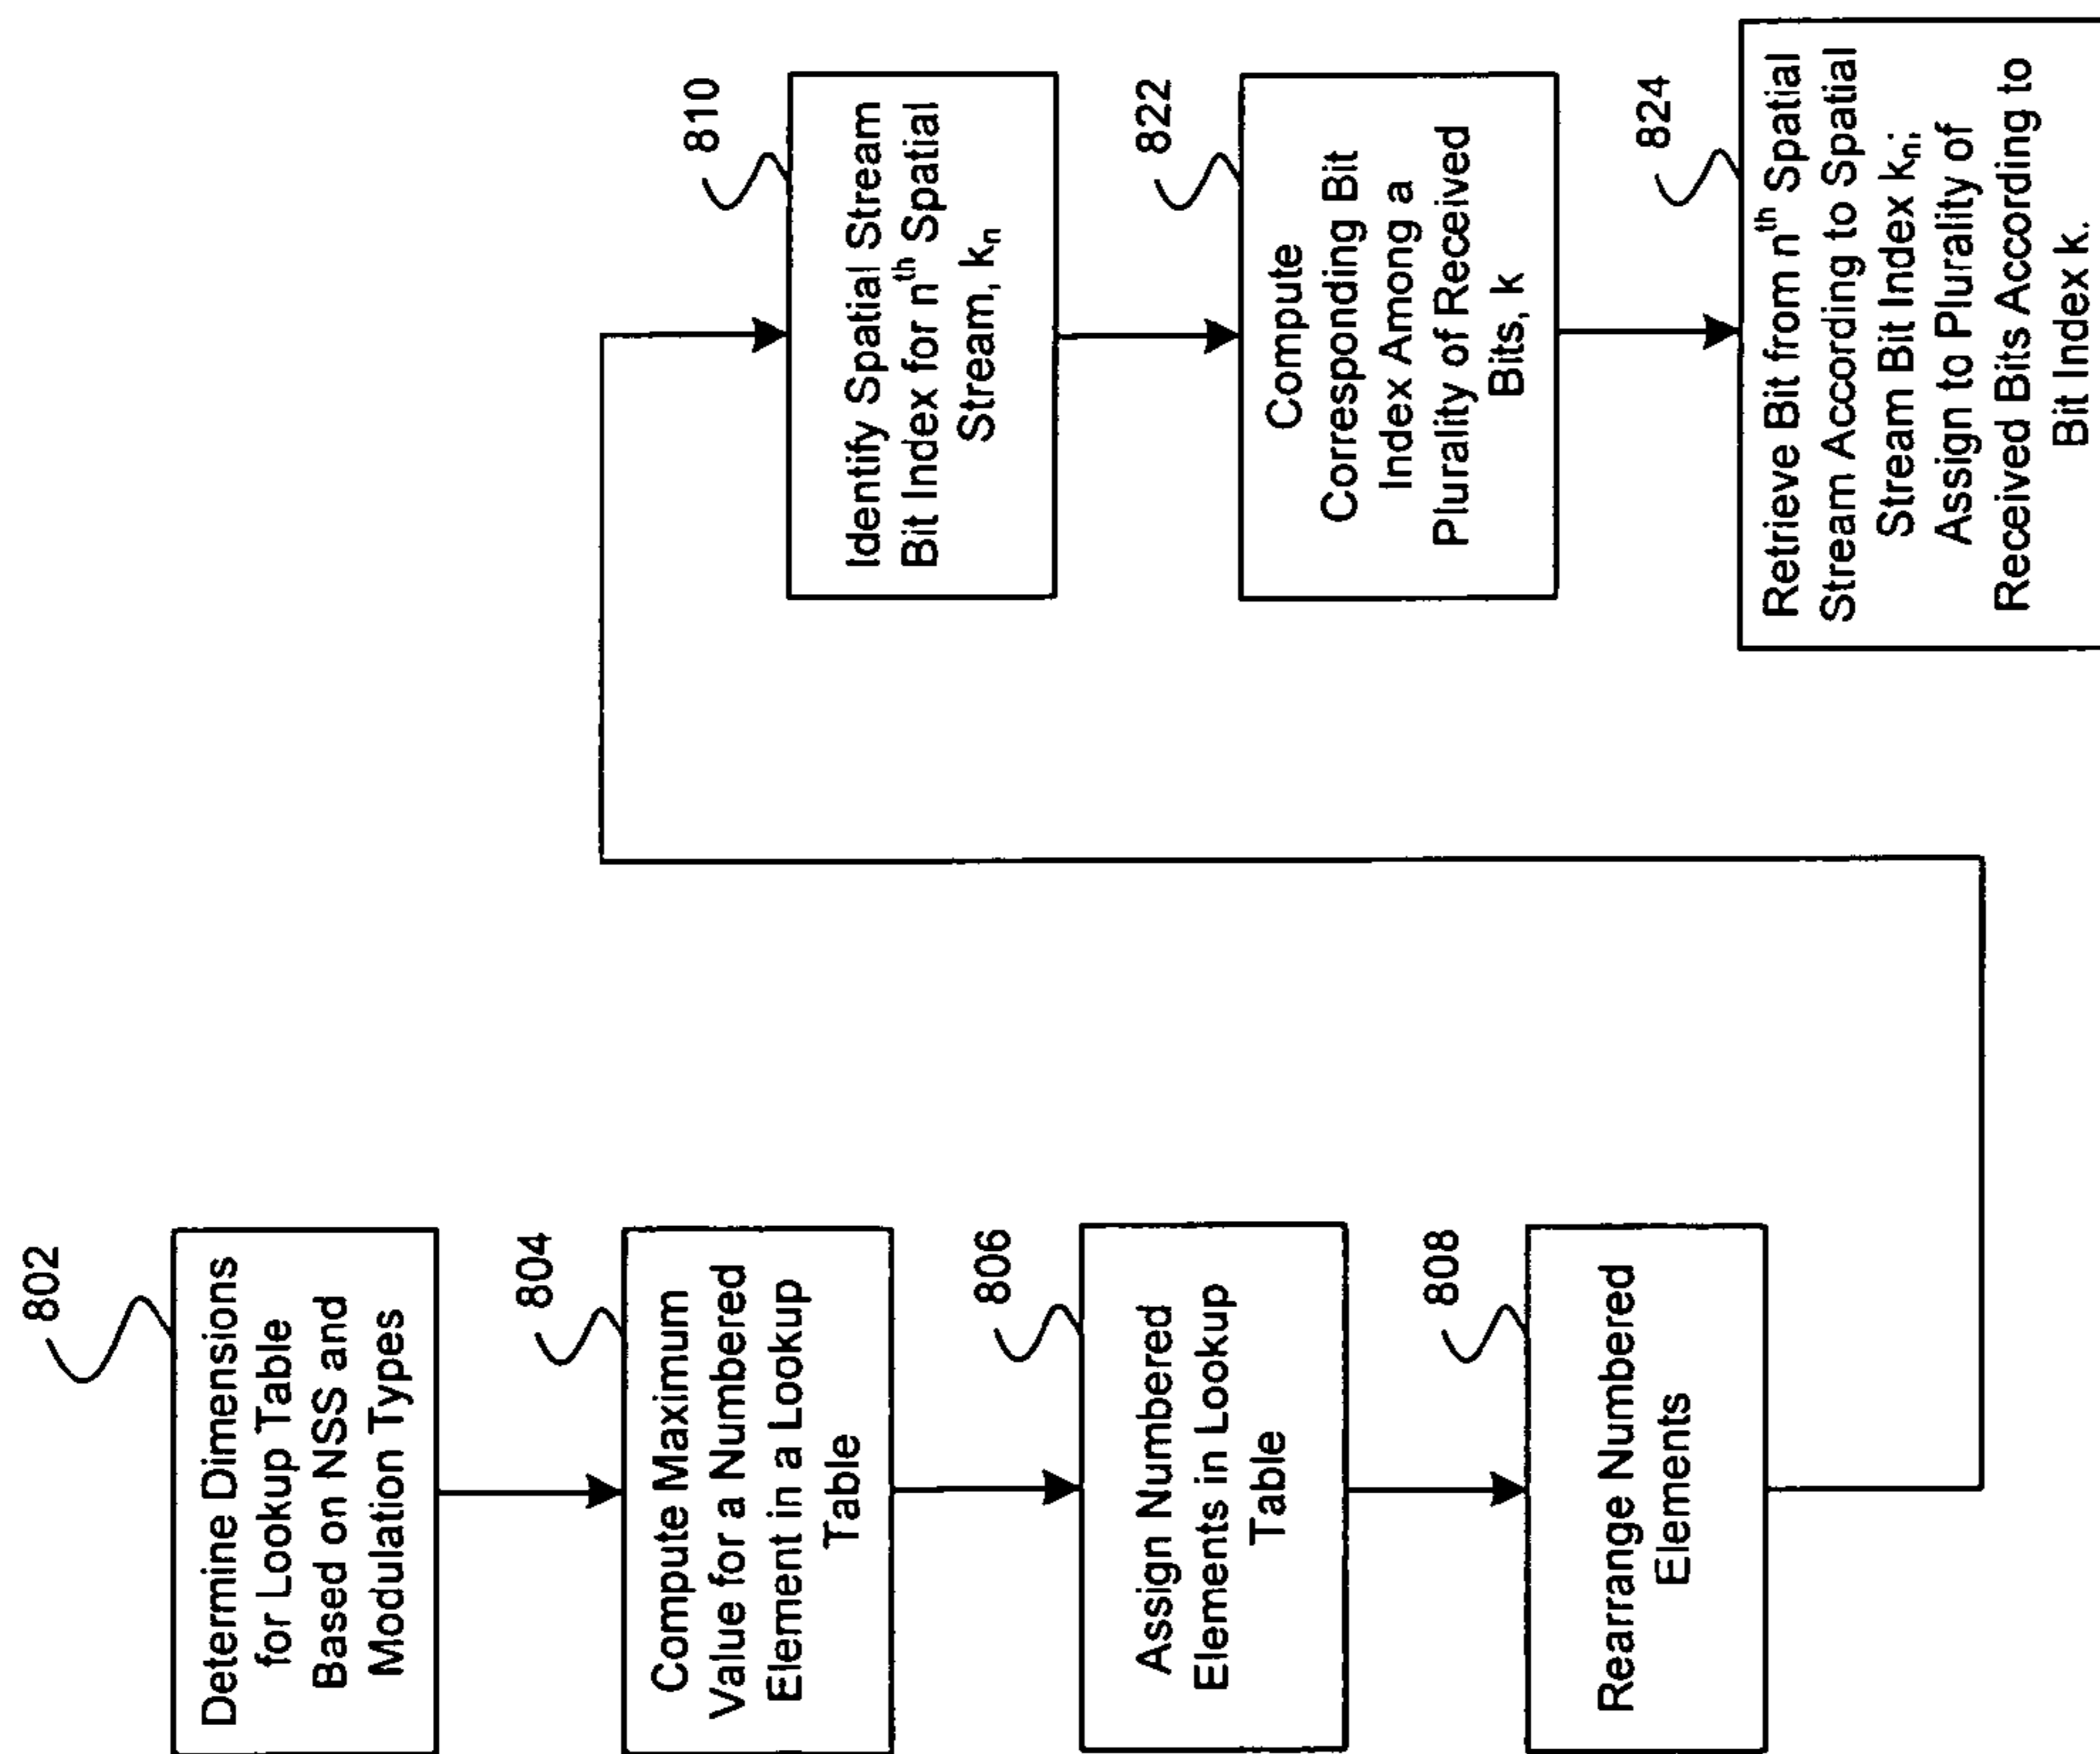 802
Determine Dimensions
for Lookup Table
Based on NSS and
Modulation Types
804
Compute Maximum
Value for a Numbered
Element in a Lookup
Table
806
Assign Numbered
Elements in Lookup
Table
808
Rearrange Numbered
Elements
810
Identify Spatial Stream
Bit Index for nth Spatial
Stream, kn
822
Compute
Corresponding Bit
Index Among a
Plurality of Received
Bits, k
824
Retrieve Bit from nth Spatial
Stream According to Spatial
Stream Bit Index kn;
Assign to Plurality of
Received Bits According to
Bit Index k.